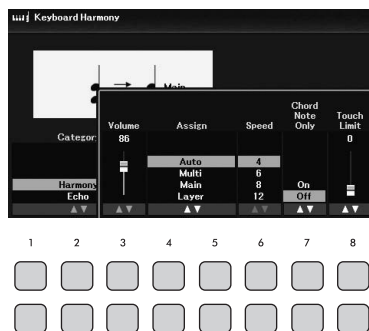 Keyboard Harmony
Main
Categor
Harmony
Echo
Volume
86
Assign
Auto
Multi
Main
Layer
Speed
4
6
8
12
Chord
Note
Only
On
Off
Touch
Limit
0
1 2 3 4 5 6 7 8